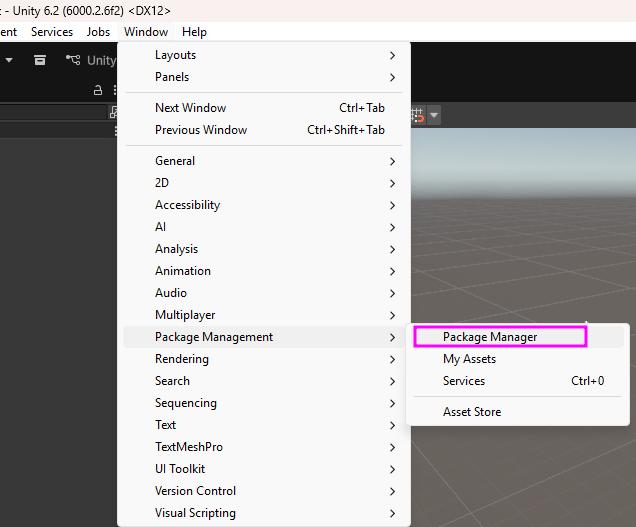 - Unity 6.2 (6000.2.6f2) <DX12>
ent Services Jobs Window Help
Unity
Layouts
Panels
Next Window Ctrl+Tab
Previous Window Ctrl+Shift+Tab
General
2D
Accessibility
AI
Analysis
Animation
Audio
Multiplayer
Package Management
Package Manager
My Assets
Services Ctrl+0
Asset Store
Rendering
Search
Sequencing
Text
TextMeshPro
UI Toolkit
Version Control
Visual Scripting